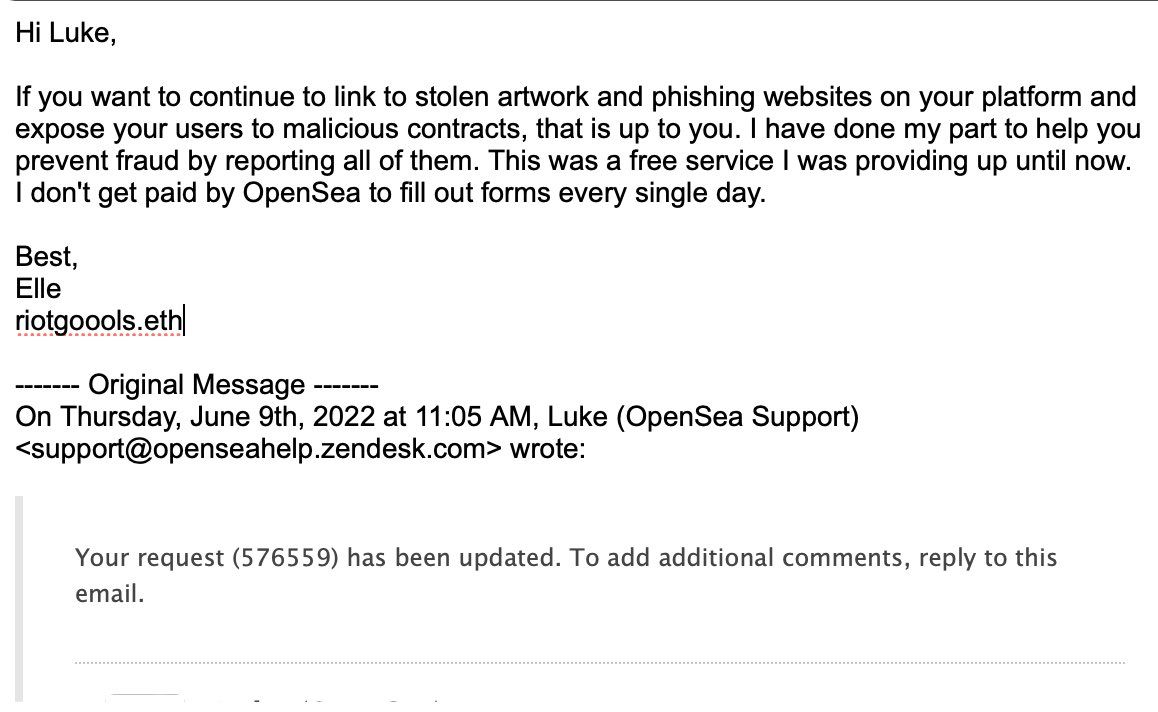 Hi Luke,
If you want to continue to link to stolen artwork and phishing websites on your platform and
expose your users to malicious contracts, that is up to you. I have done my part to help you
prevent fraud by reporting all of them. This was a free service I was providing up until now.
I don't get paid by OpenSea to fill out forms every single day.
Best,
Elle
riotgoools.eth
------- Original Message -------
On Thursday, June 9th, 2022 at 11:05 AM, Luke (OpenSea Support)
<support@openseahelp.zendesk.com> wrote:
Your request (576559) has been updated. To add additional comments, reply to this
email.